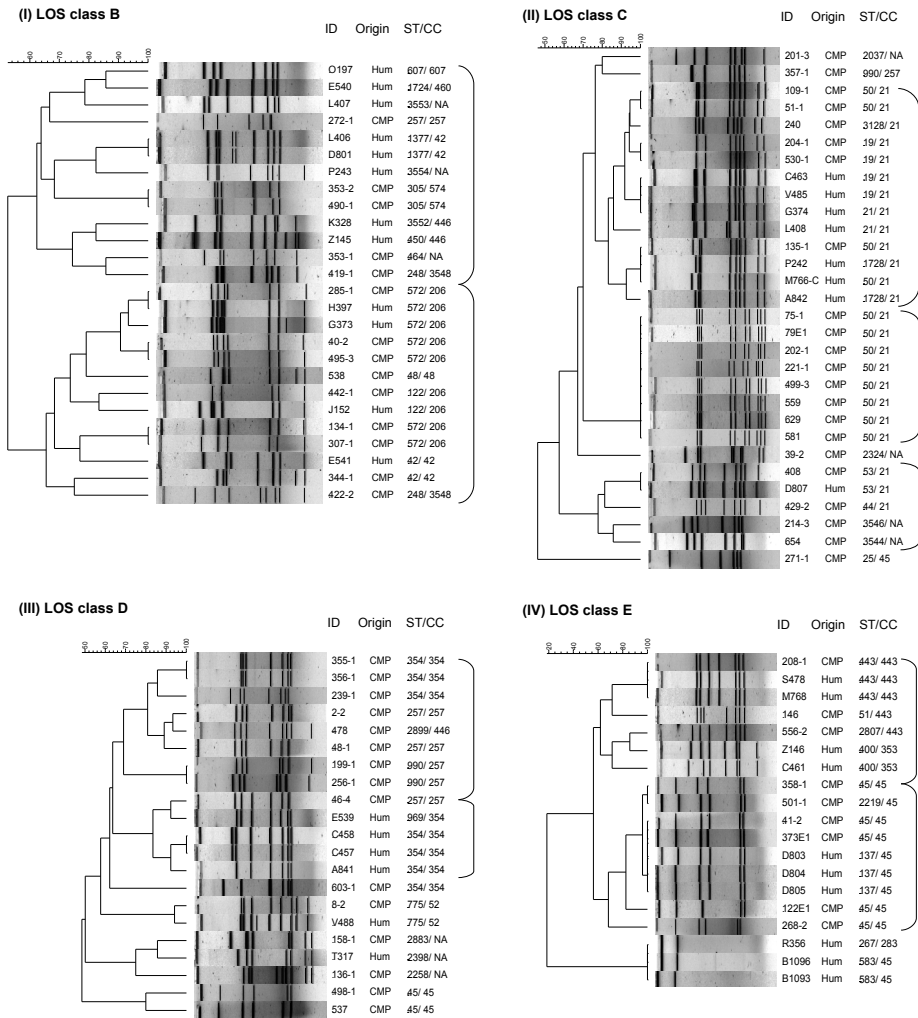 (I) LOS class B
ID Origin ST/CC
60 70 80 90 100
O197 Hum 607/ 607
E540 Hum 1724/ 460
L407 Hum 3553/ NA
272-1 CMP 257/ 257
L406 Hum 1377/ 42
D801 Hum 1377/ 42
P243 Hum 3554/ NA
353-2 CMP 305/ 574
490-1 CMP 305/ 574
K328 Hum 3552/ 446
Z145 Hum 450/ 446
353-1 CMP 464/ NA
419-1 CMP 248/ 3548
285-1 CMP 572/ 206
H397 Hum 572/ 206
G373 Hum 572/ 206
40-2 CMP 572/ 206
495-3 CMP 572/ 206
538 CMP 48/ 48
442-1 CMP 122/ 206
J152 Hum 122/ 206
134-1 CMP 572/ 206
307-1 CMP 572/ 206
E541 Hum 42/ 42
344-1 CMP 42/ 42
422-2 CMP 248/ 3548
(II) LOS class C
ID Origin ST/CC
50 60 70 80 90 100
201-3 CMP 2037/ NA
357-1 CMP 990/ 257
109-1 CMP 50/ 21
51-1 CMP 50/ 21
240 CMP 3128/ 21
204-1 CMP 19/ 21
530-1 CMP 19/ 21
C463 Hum 19/ 21
V485 Hum 19/ 21
G374 Hum 21/ 21
L408 Hum 21/ 21
135-1 CMP 50/ 21
P242 Hum 1728/ 21
M766-C Hum 50/ 21
A842 Hum 1728/ 21
75-1 CMP 50/ 21
79E1 CMP 50/ 21
202-1 CMP 50/ 21
221-1 CMP 50/ 21
499-3 CMP 50/ 21
559 CMP 50/ 21
629 CMP 50/ 21
581 CMP 50/ 21
39-2 CMP 2324/ NA
408 CMP 53/ 21
D807 Hum 53/ 21
429-2 CMP 44/ 21
214-3 CMP 3546/ NA
654 CMP 3544/ NA
271-1 CMP 25/ 45
(III) LOS class D
ID Origin ST/CC
50 60 70 80 90 100
355-1 CMP 354/ 354
356-1 CMP 354/ 354
239-1 CMP 354/ 354
2-2 CMP 257/ 257
478 CMP 2899/ 446
48-1 CMP 257/ 257
199-1 CMP 990/ 257
256-1 CMP 990/ 257
46-4 CMP 257/ 257
E539 Hum 969/ 354
C458 Hum 354/ 354
C457 Hum 354/ 354
A841 Hum 354/ 354
603-1 CMP 354/ 354
8-2 CMP 775/ 52
V488 Hum 775/ 52
158-1 CMP 2883/ NA
T317 Hum 2398/ NA
136-1 CMP 2258/ NA
498-1 CMP 45/ 45
537 CMP 45/ 45
(IV) LOS class E
ID Origin ST/CC
20 40 60 80 100
208-1 CMP 443/ 443
S478 Hum 443/ 443
M768 Hum 443/ 443
146 CMP 51/ 443
556-2 CMP 2807/ 443
Z146 Hum 400/ 353
C461 Hum 400/ 353
358-1 CMP 45/ 45
501-1 CMP 2219/ 45
41-2 CMP 45/ 45
373E1 CMP 45/ 45
D803 Hum 137/ 45
D804 Hum 137/ 45
D805 Hum 137/ 45
122E1 CMP 45/ 45
268-2 CMP 45/ 45
R356 Hum 267/ 283
B1096 Hum 583/ 45
B1093 Hum 583/ 45